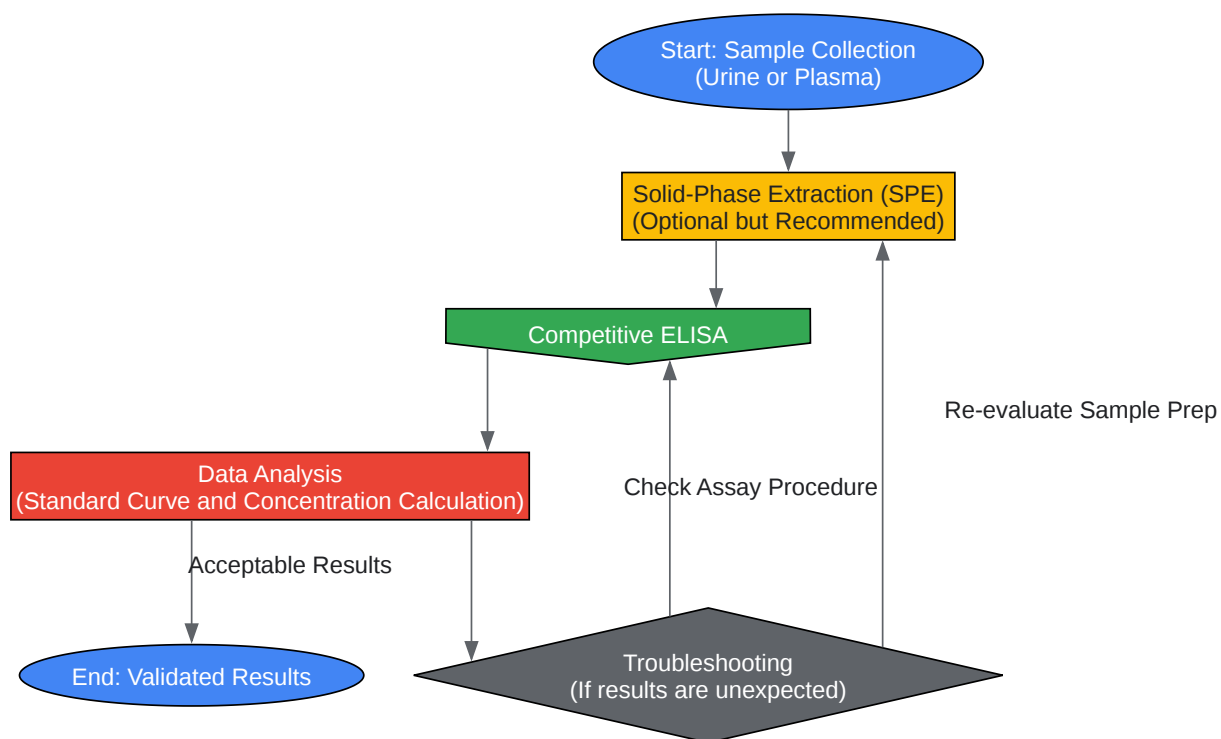 Start: Sample Collection
(Urine or Plasma)
Solid-Phase Extraction (SPE)
(Optional but Recommended)
Competitive ELISA
Re-evaluate Sample Prep
Data Analysis
(Standard Curve and Concentration Calculation)
Check Assay Procedure
Acceptable Results
End: Validated Results
Troubleshooting
(If results are unexpected)